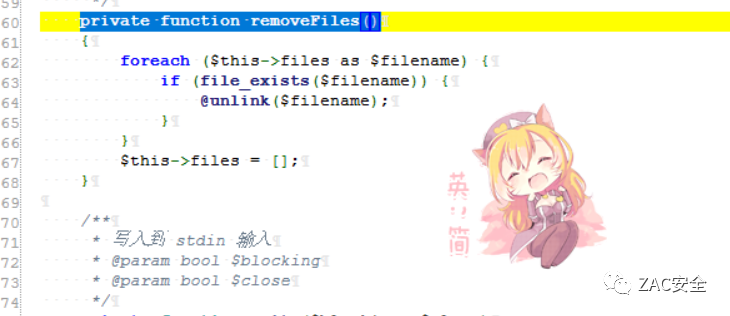 59 */
60 private function removeFiles()¶
61 {¶
62 foreach ($this->files as $filename) {¶
63 if (file_exists($filename)) {¶
64 @unlink($filename);¶
65 }¶
66 }¶
67 $this->files = [];¶
68 }¶
69 ¶
70 /**¶
71 * 写入到 stdin 输入¶
72 * @param bool $blocking¶
73 * @param bool $close¶
74 */¶
英
简
ZAC安全